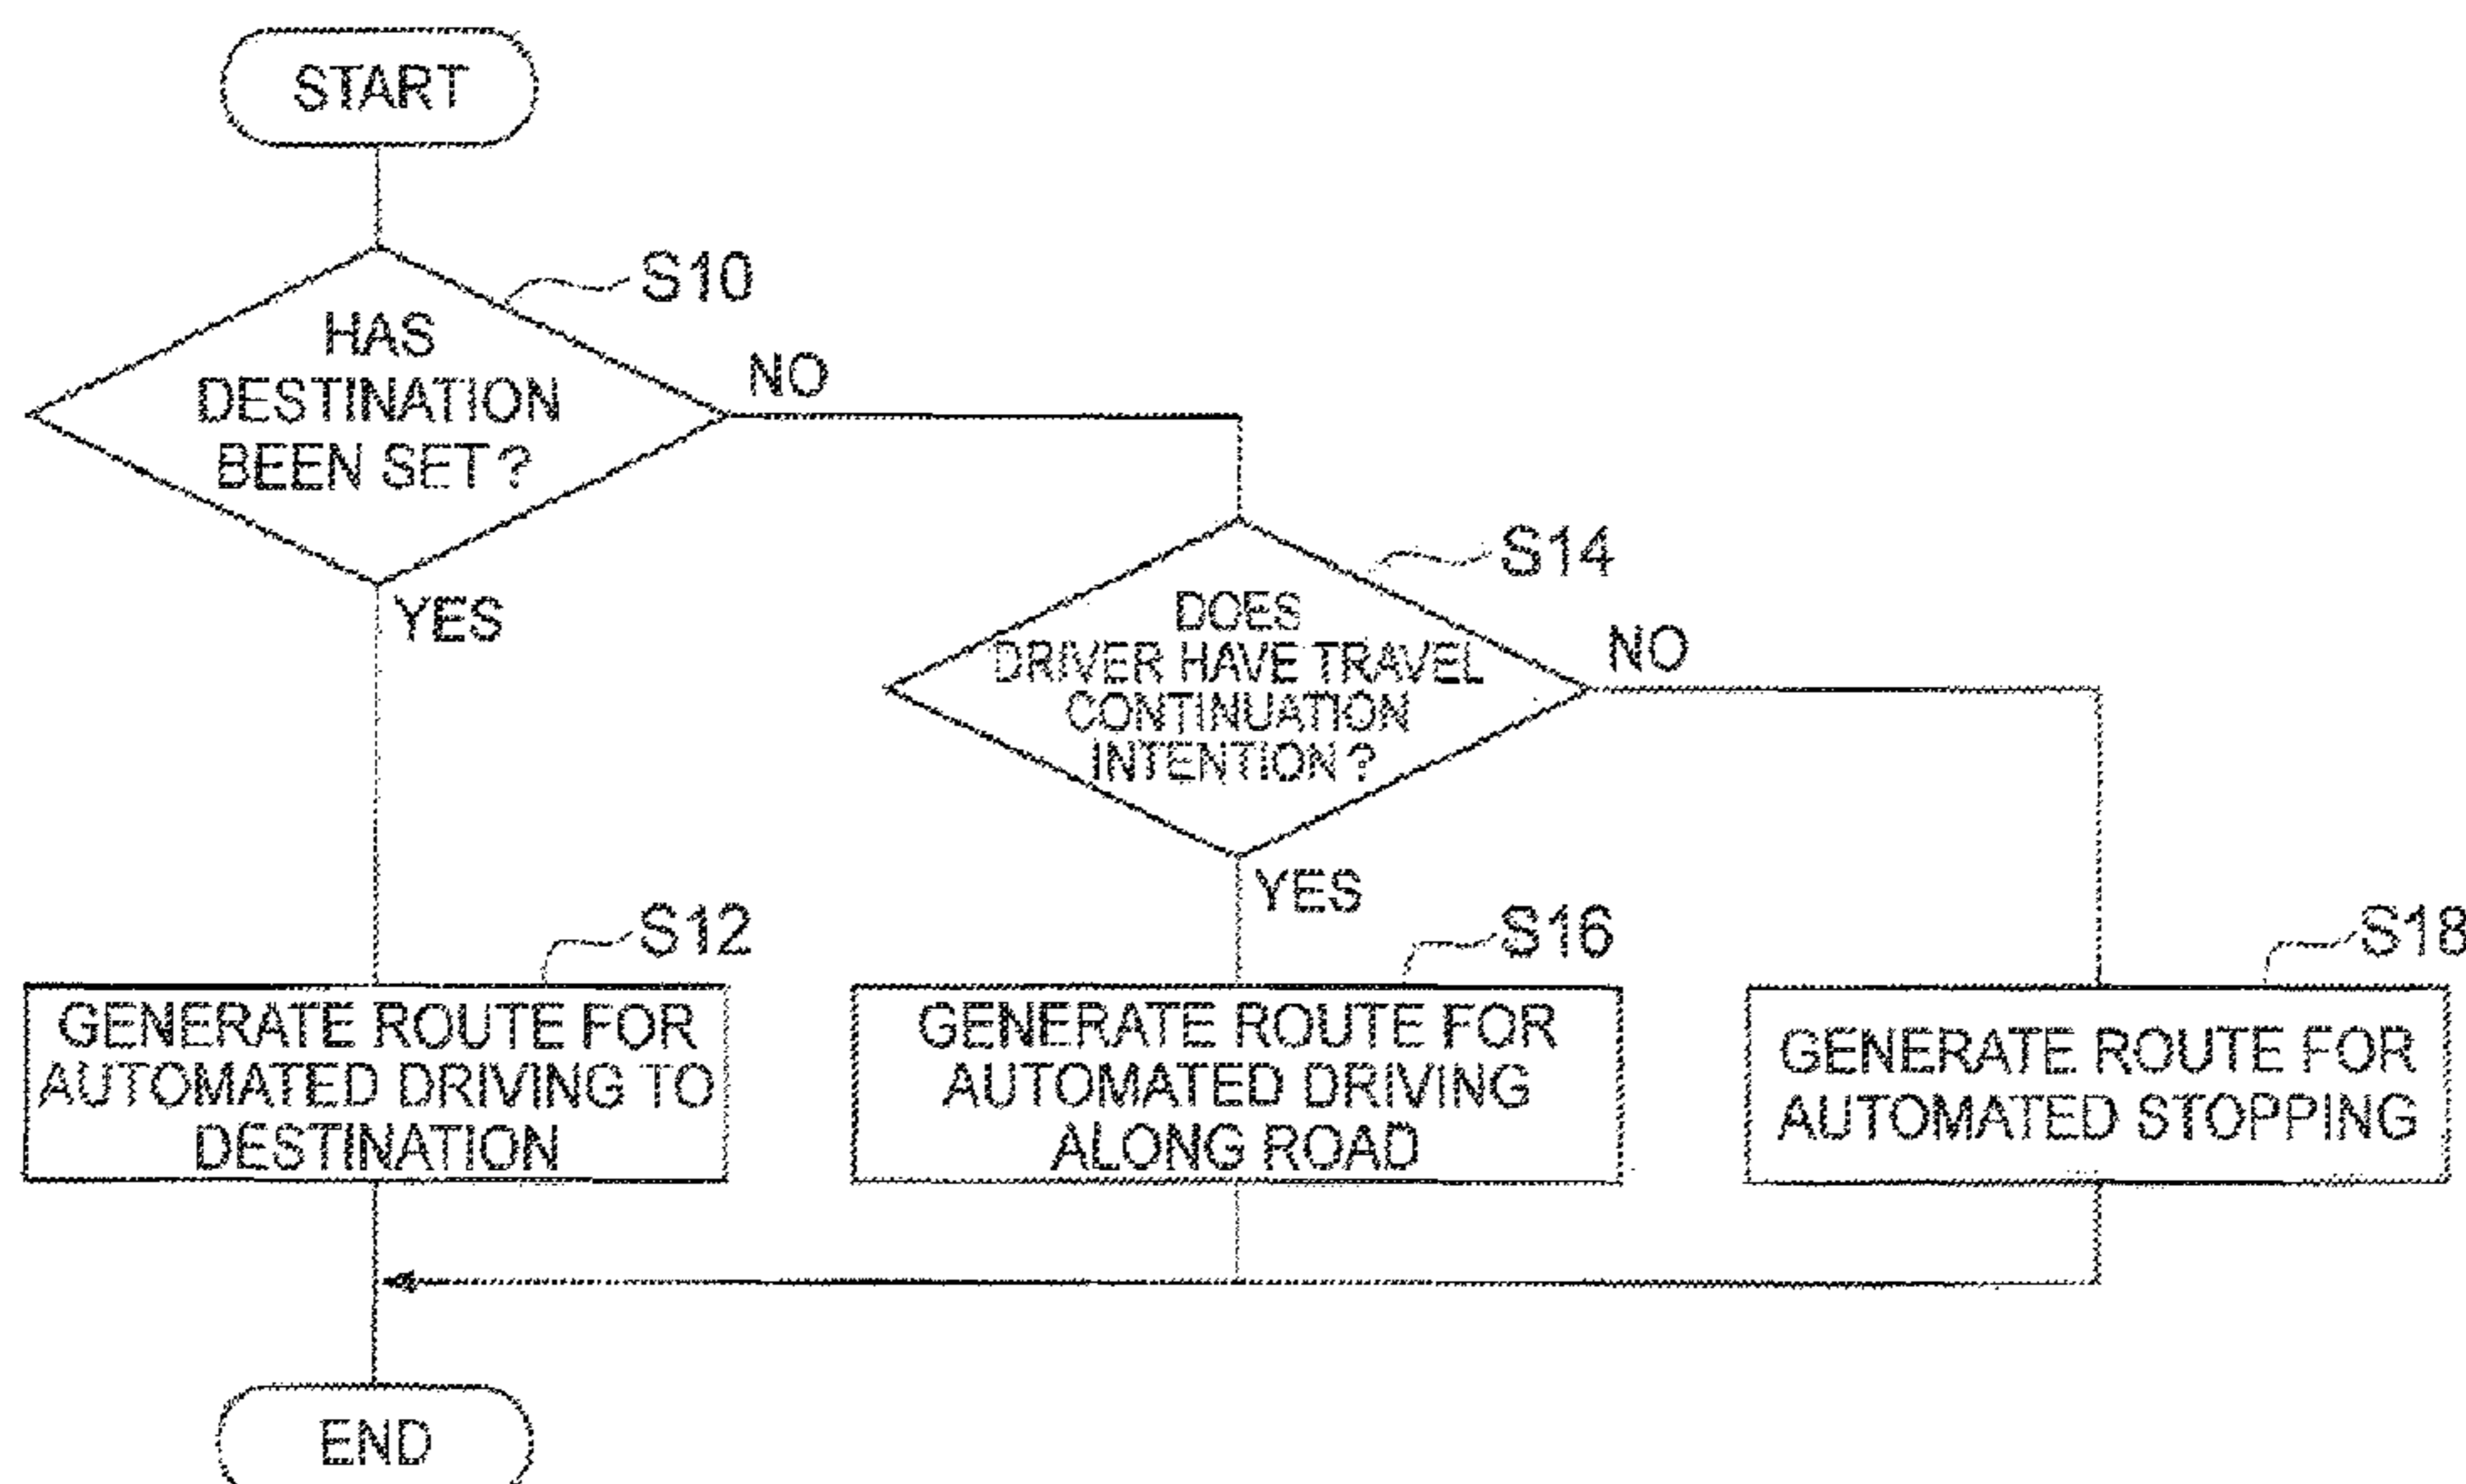 START
S10
HAS
DESTINATION
BEEN SET?
NO
YES
S14
DOES
DRIVER HAVE TRAVEL
CONTINUATION
INTENTION?
NO
YES
S12
GENERATE ROUTE FOR
AUTOMATED DRIVING TO
DESTINATION
S16
GENERATE ROUTE FOR
AUTOMATED DRIVING
ALONG ROAD
S18
GENERATE ROUTE FOR
AUTOMATED STOPPING
END